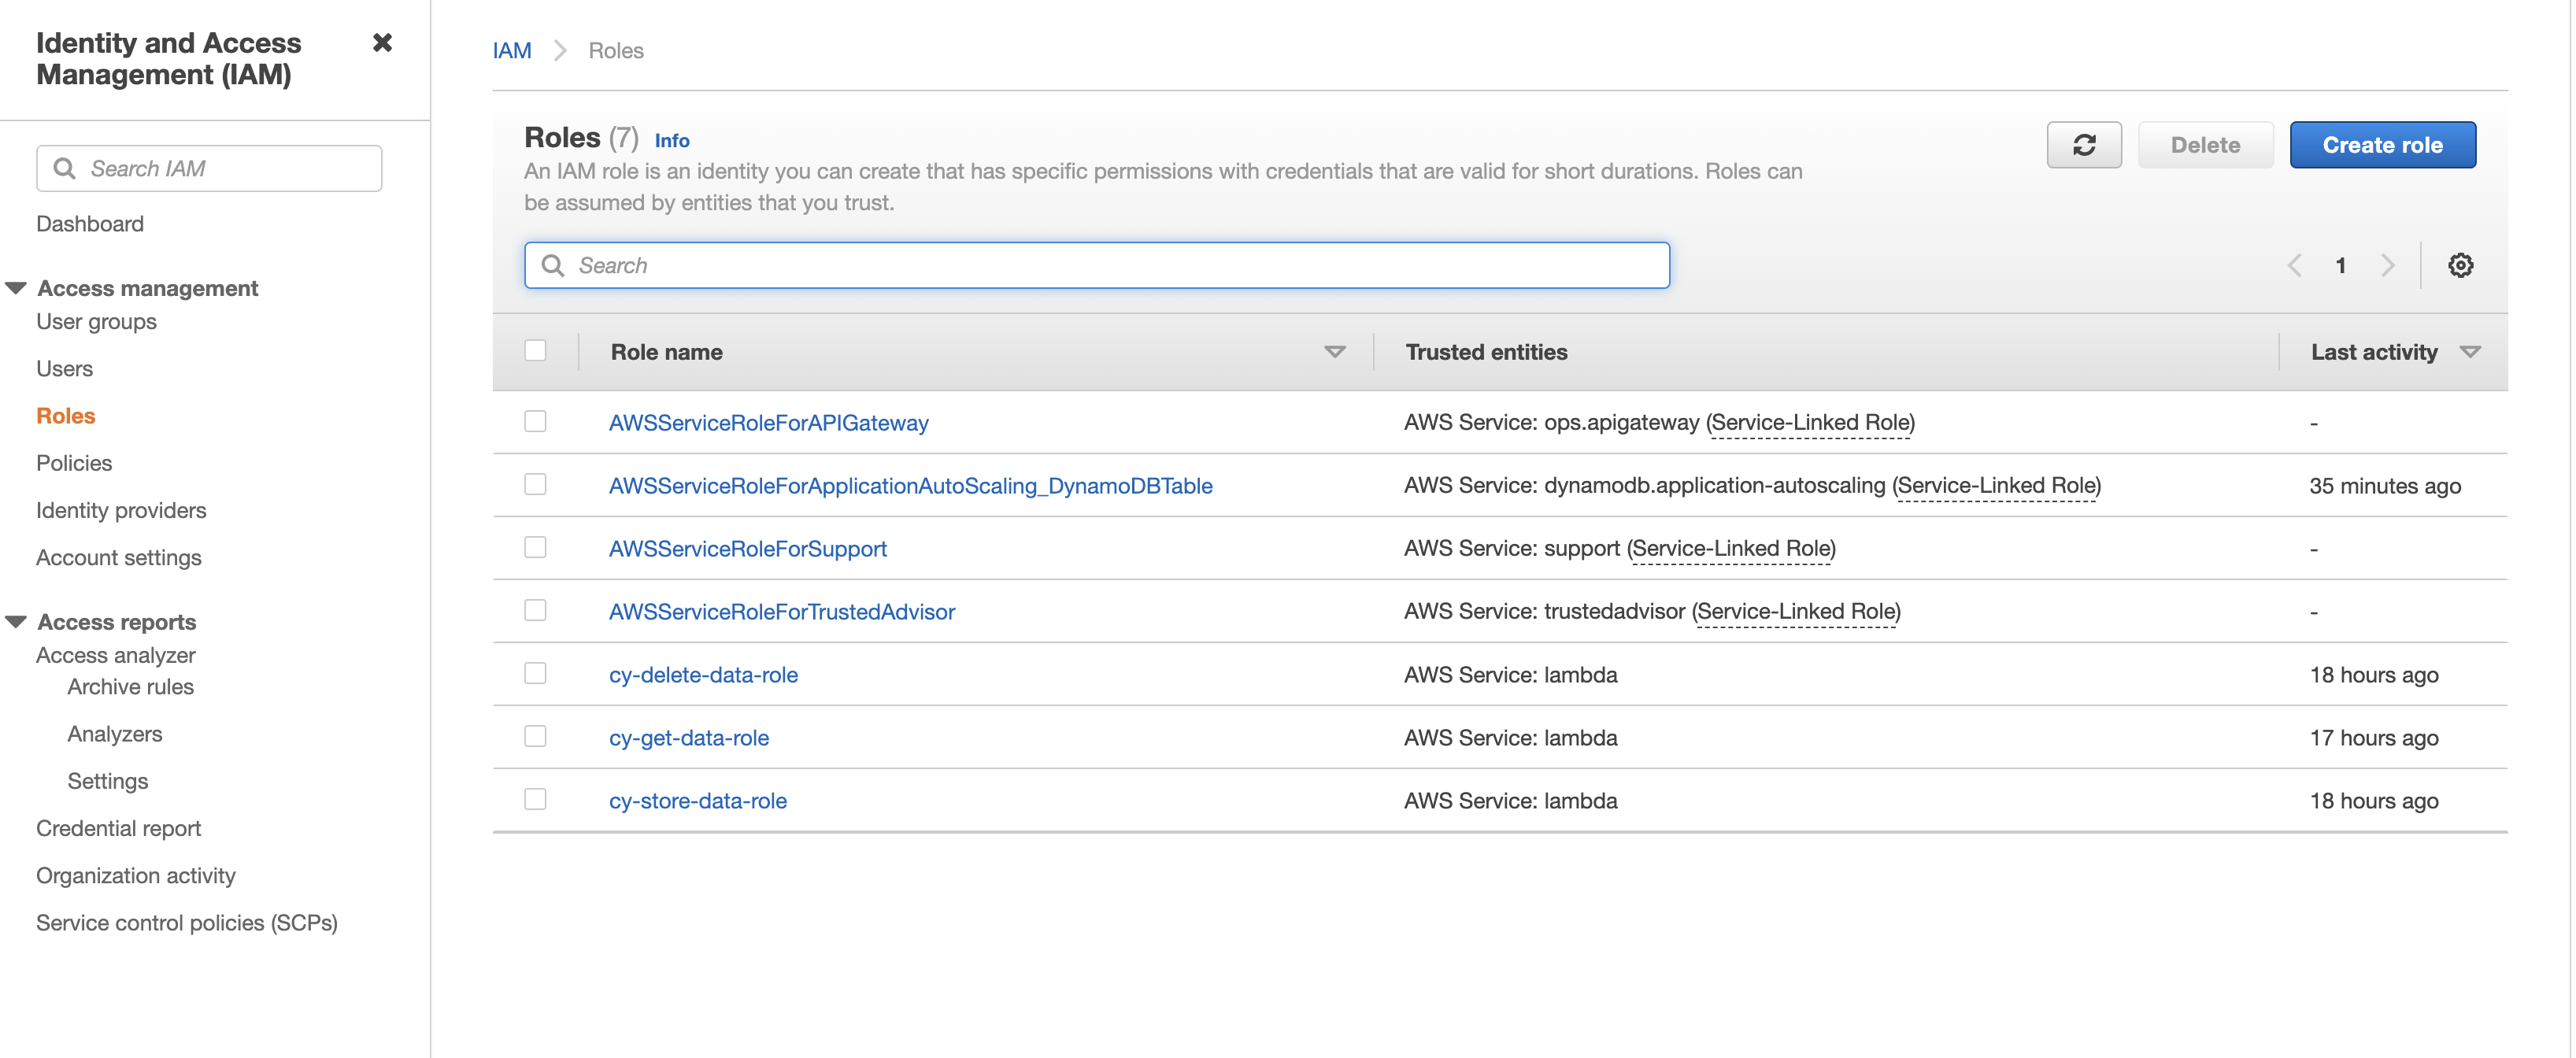 Identity and Access
Management (IAM)
Search IAM
Dashboard
Access management
User groups
Users
Roles
Policies
Identity providers
Account settings
Access reports
Access analyzer
Archive rules
Analyzers
Settings
Credential report
Organization activity
Service control policies (SCPs)
IAM Roles
Roles (7) Info
An IAM role is an identity you can create that has specific permissions with credentials that are valid for short durations. Roles can
be assumed by entities that you trust.
Delete
Create role
Search
1
Role name Trusted entities Last activity
AWSServiceRoleForAPIGateway AWS Service: ops.apigateway (Service-Linked Role) -
AWSServiceRoleForApplicationAutoScaling_DynamoDBTable AWS Service: dynamodb.application-autoscaling (Service-Linked Role) 35 minutes ago
AWSServiceRoleForSupport AWS Service: support (Service-Linked Role) -
AWSServiceRoleForTrustedAdvisor AWS Service: trustedadvisor (Service-Linked Role) -
cy-delete-data-role AWS Service: lambda 18 hours ago
cy-get-data-role AWS Service: lambda 17 hours ago
cy-store-data-role AWS Service: lambda 18 hours ago